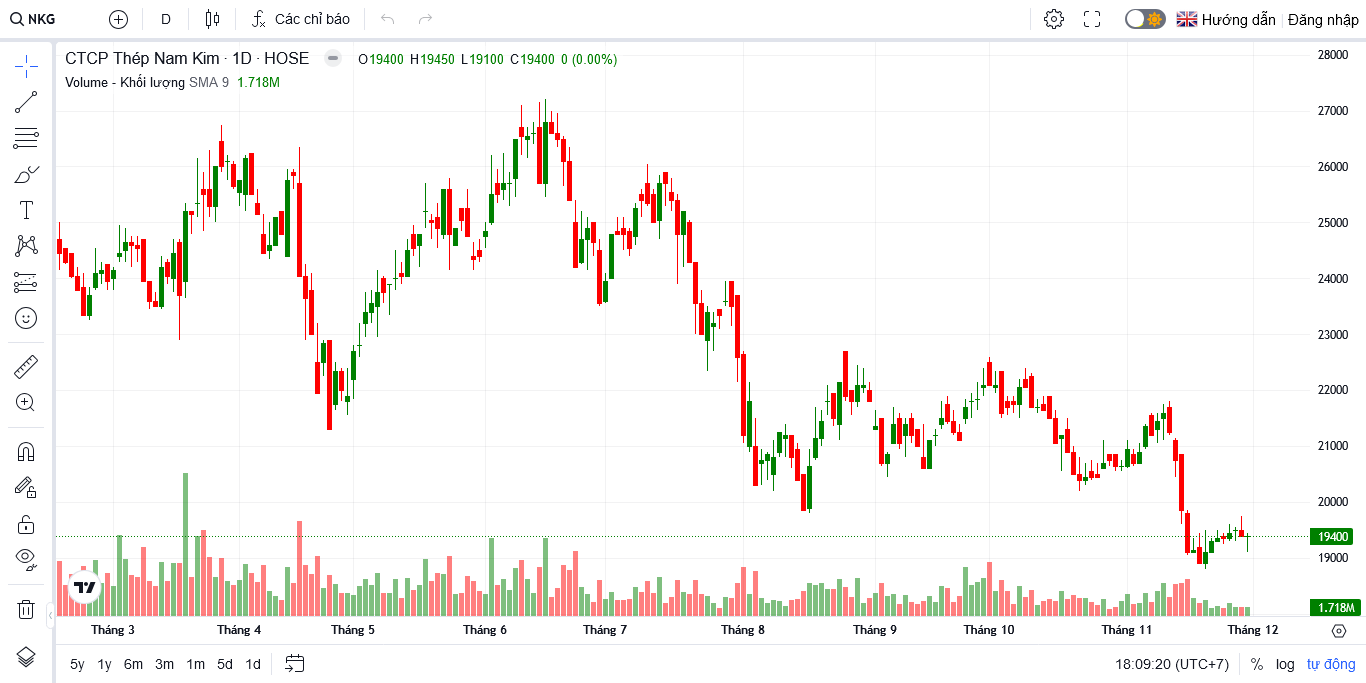 NKG D Các chỉ báo Hướng dẫn Đăng nhập
CTCP Thép Nam Kim · 1D · HOSE O19400 H19450 L19100 C19400 0 (0.00%)
Volume - Khối lượng SMA 9 1.718M
28000
27000
26000
25000
24000
23000
22000
21000
20000
19400
19000
1.718M
Tháng 3 Tháng 4 Tháng 5 Tháng 6 Tháng 7 Tháng 8 Tháng 9 Tháng 10 Tháng 11 Tháng 12
5y 1y 6m 3m 1m 5d 1d 18:09:20 (UTC+7) % log tự động